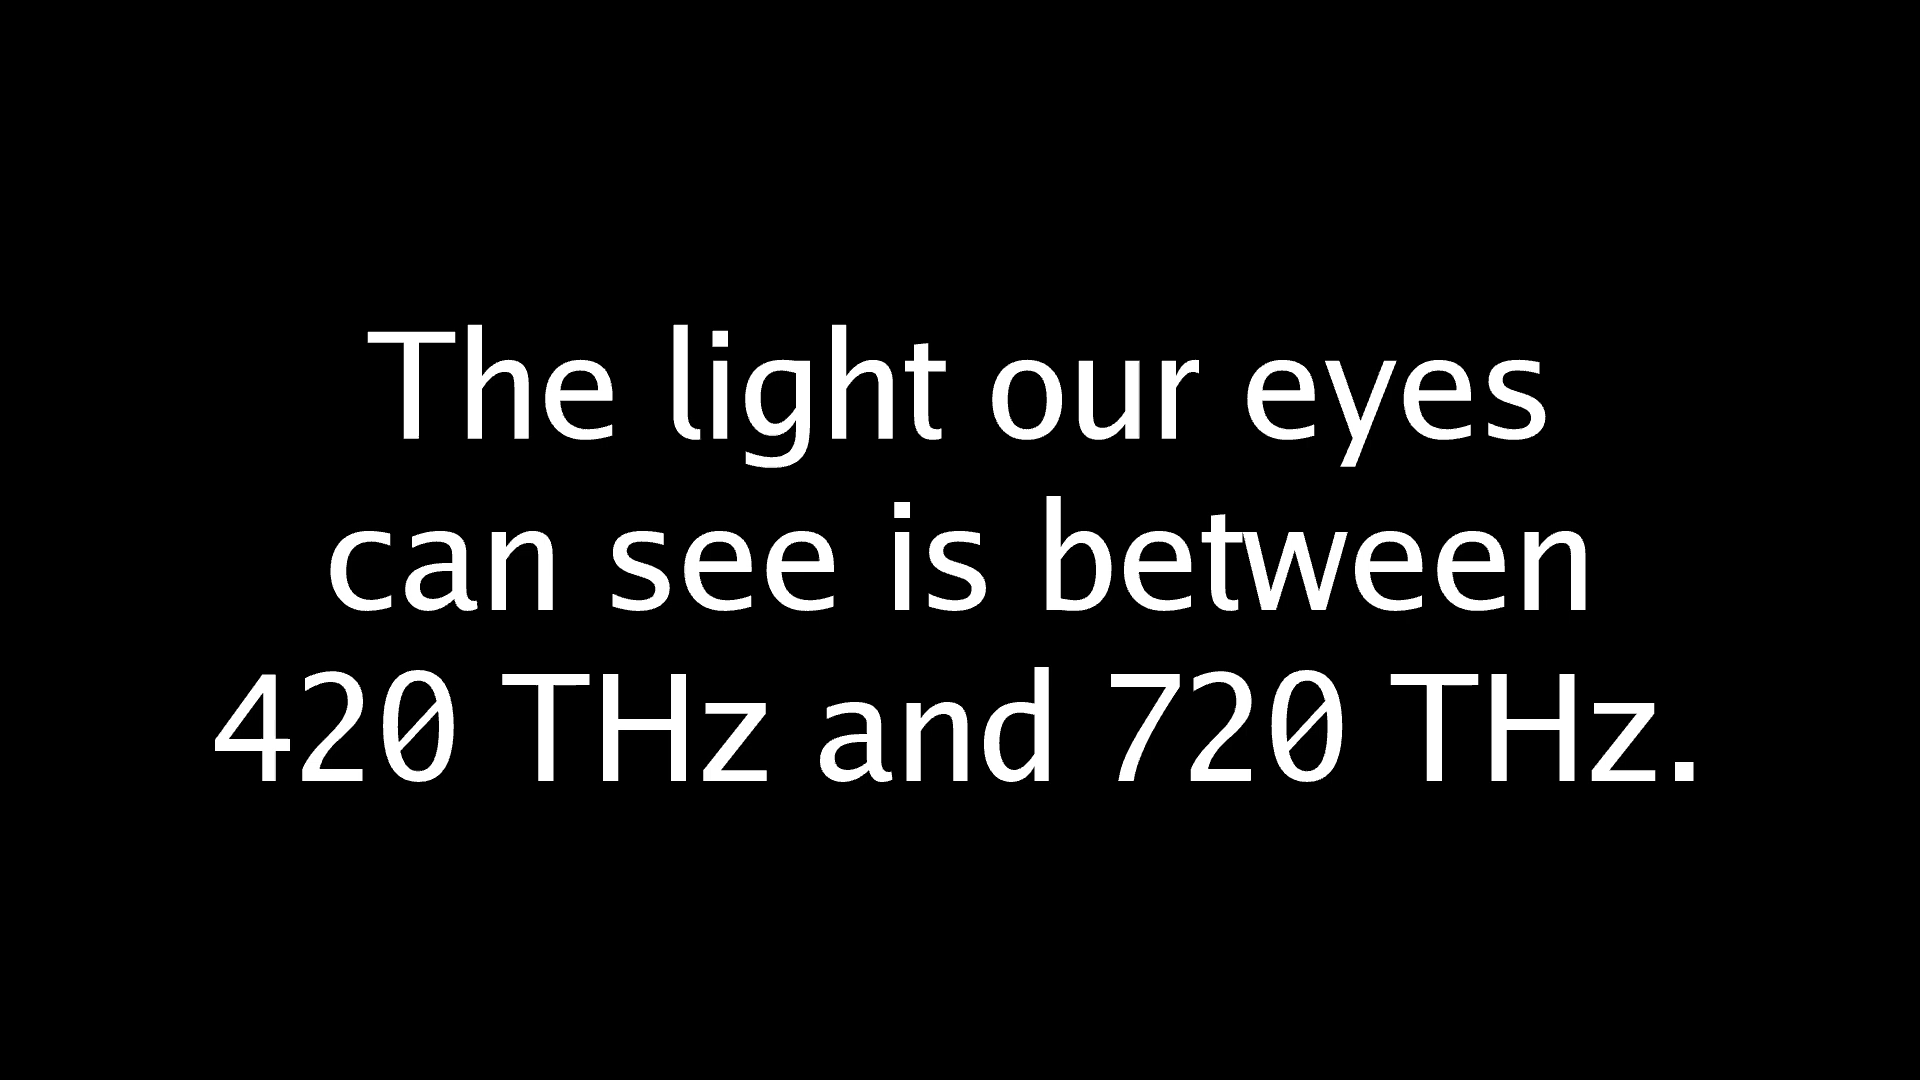 The light our eyes
can see is between
420 THz and 720 THz.